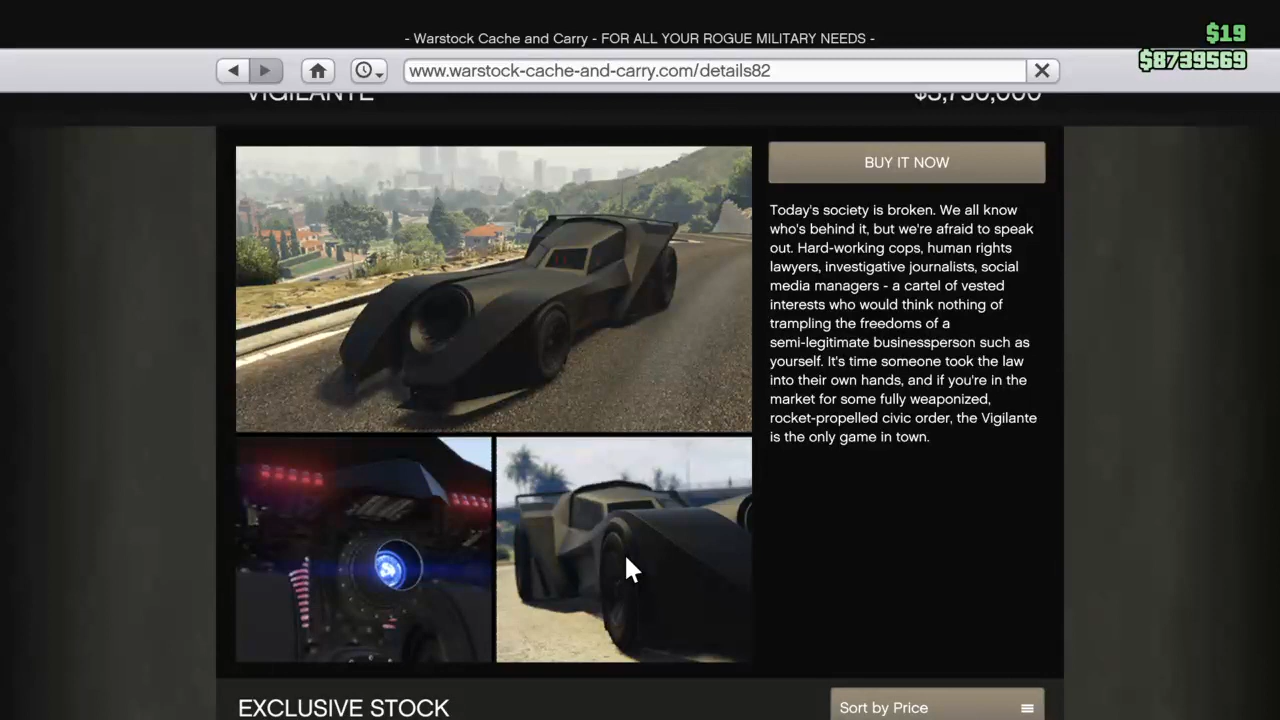 - Warstock Cache and Carry - FOR ALL YOUR ROGUE MILITARY NEEDS -
$19
$8739569
www.warstock-cache-and-carry.com/details82
VIGILANTE
$3,750,000
BUY IT NOW
Today's society is broken. We all know
who's behind it, but we're afraid to speak
out. Hard-working cops, human rights
lawyers, investigative journalists, social
media managers - a cartel of vested
interests who would think nothing of
trampling the freedoms of a
semi-legitimate businessperson such as
yourself. It's time someone took the law
into their own hands, and if you're in the
market for some fully weaponized,
rocket-propelled civic order, the Vigilante
is the only game in town.
EXCLUSIVE STOCK
Sort by Price